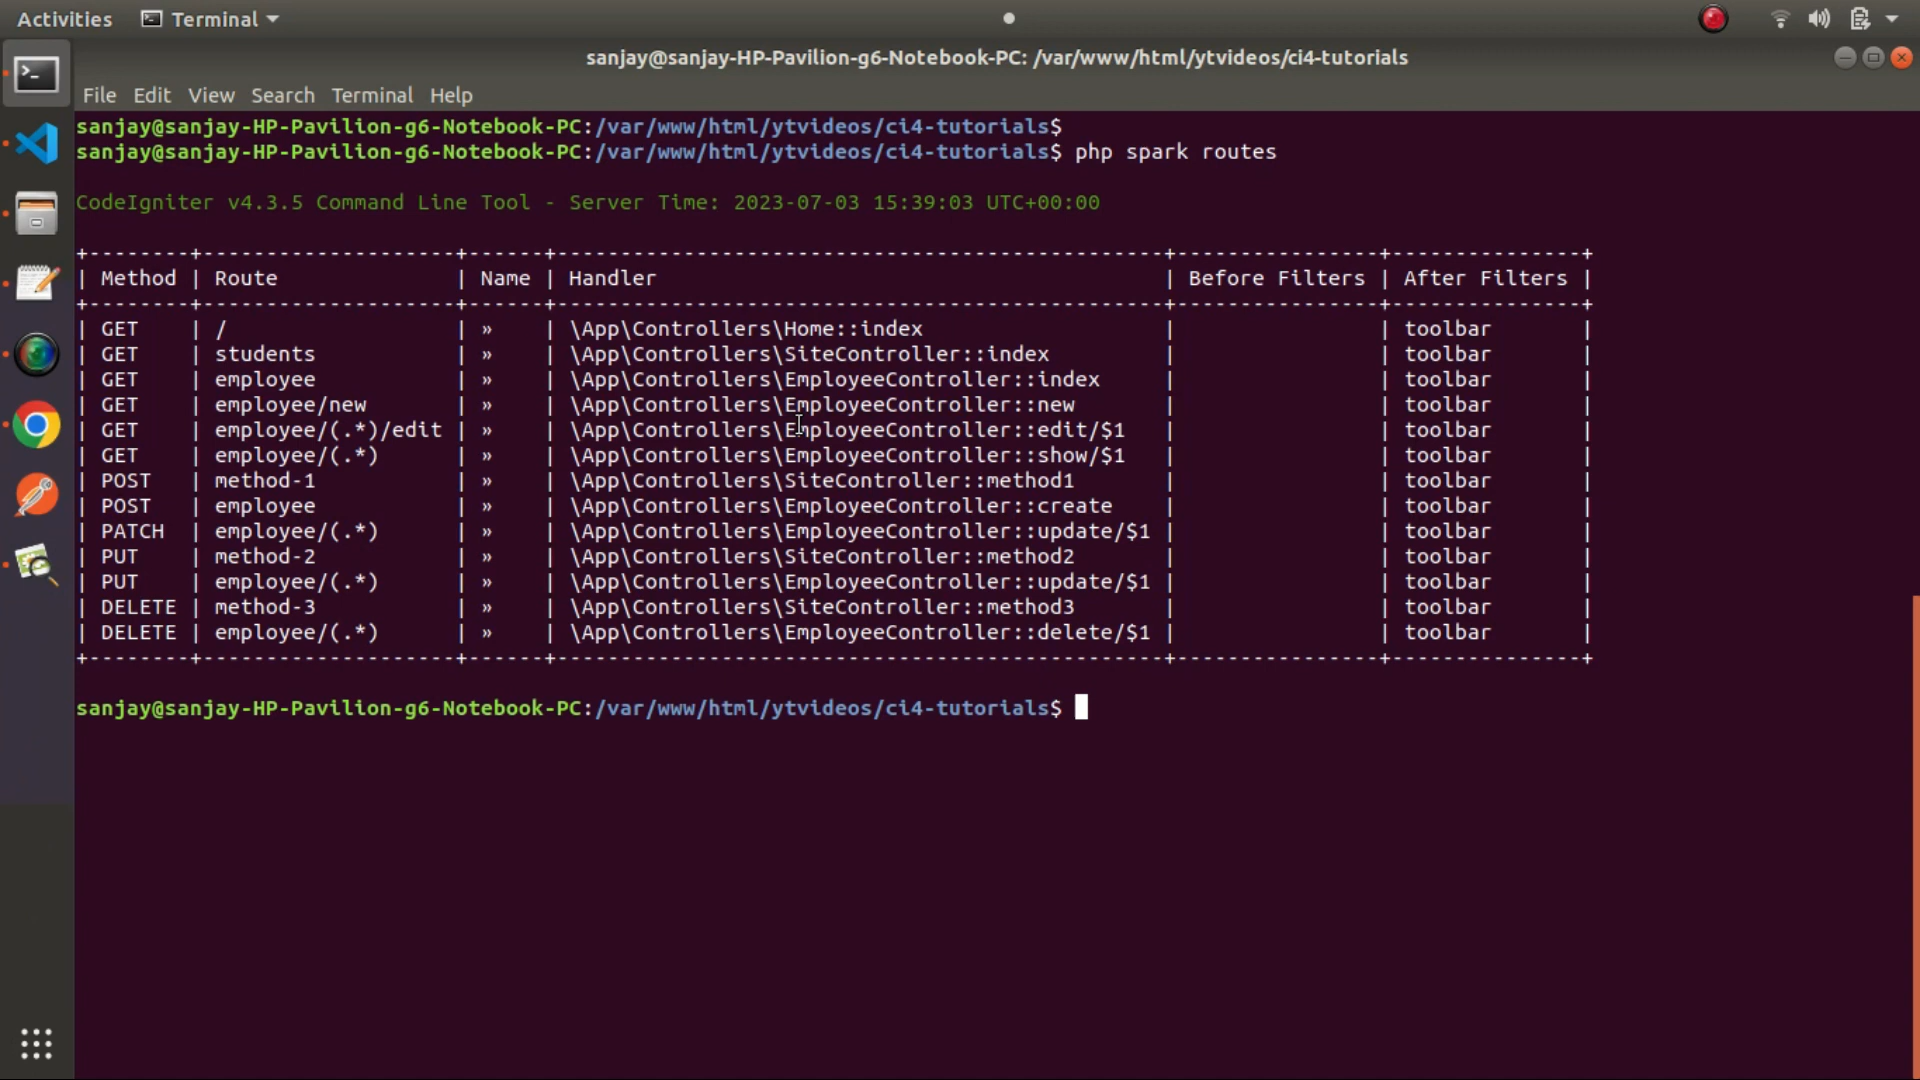 Activities Terminal
sanjay@sanjay-HP-Pavilion-g6-Notebook-PC: /var/www/html/ytvideos/ci4-tutorials
File Edit View Search Terminal Help
sanjay@sanjay-HP-Pavilion-g6-Notebook-PC:/var/www/html/ytvideos/ci4-tutorials$
sanjay@sanjay-HP-Pavilion-g6-Notebook-PC:/var/www/html/ytvideos/ci4-tutorials$ php spark routes
CodeIgniter v4.3.5 Command Line Tool - Server Time: 2023-07-03 15:39:03 UTC+00:00
+--------+--------------------+------+------------------------------------------------+----------------+---------------+
| Method | Route              | Name | Handler                                        | Before Filters | After Filters |
+--------+--------------------+------+------------------------------------------------+----------------+---------------+
| GET    | /                  | »    | \App\Controllers\Home::index                   |                | toolbar       |
| GET    | students           | »    | \App\Controllers\SiteController::index         |                | toolbar       |
| GET    | employee           | »    | \App\Controllers\EmployeeController::index     |                | toolbar       |
| GET    | employee/new       | »    | \App\Controllers\EmployeeController::new       |                | toolbar       |
| GET    | employee/(.*)/edit | »    | \App\Controllers\EmployeeController::edit/$1   |                | toolbar       |
| GET    | employee/(.*)      | »    | \App\Controllers\EmployeeController::show/$1   |                | toolbar       |
| POST   | method-1           | »    | \App\Controllers\SiteController::method1       |                | toolbar       |
| POST   | employee           | »    | \App\Controllers\EmployeeController::create    |                | toolbar       |
| PATCH  | employee/(.*)      | »    | \App\Controllers\EmployeeController::update/$1 |                | toolbar       |
| PUT    | method-2           | »    | \App\Controllers\SiteController::method2       |                | toolbar       |
| PUT    | employee/(.*)      | »    | \App\Controllers\EmployeeController::update/$1 |                | toolbar       |
| DELETE | method-3           | »    | \App\Controllers\SiteController::method3       |                | toolbar       |
| DELETE | employee/(.*)      | »    | \App\Controllers\EmployeeController::delete/$1 |                | toolbar       |
+--------+--------------------+------+------------------------------------------------+----------------+---------------+
sanjay@sanjay-HP-Pavilion-g6-Notebook-PC:/var/www/html/ytvideos/ci4-tutorials$